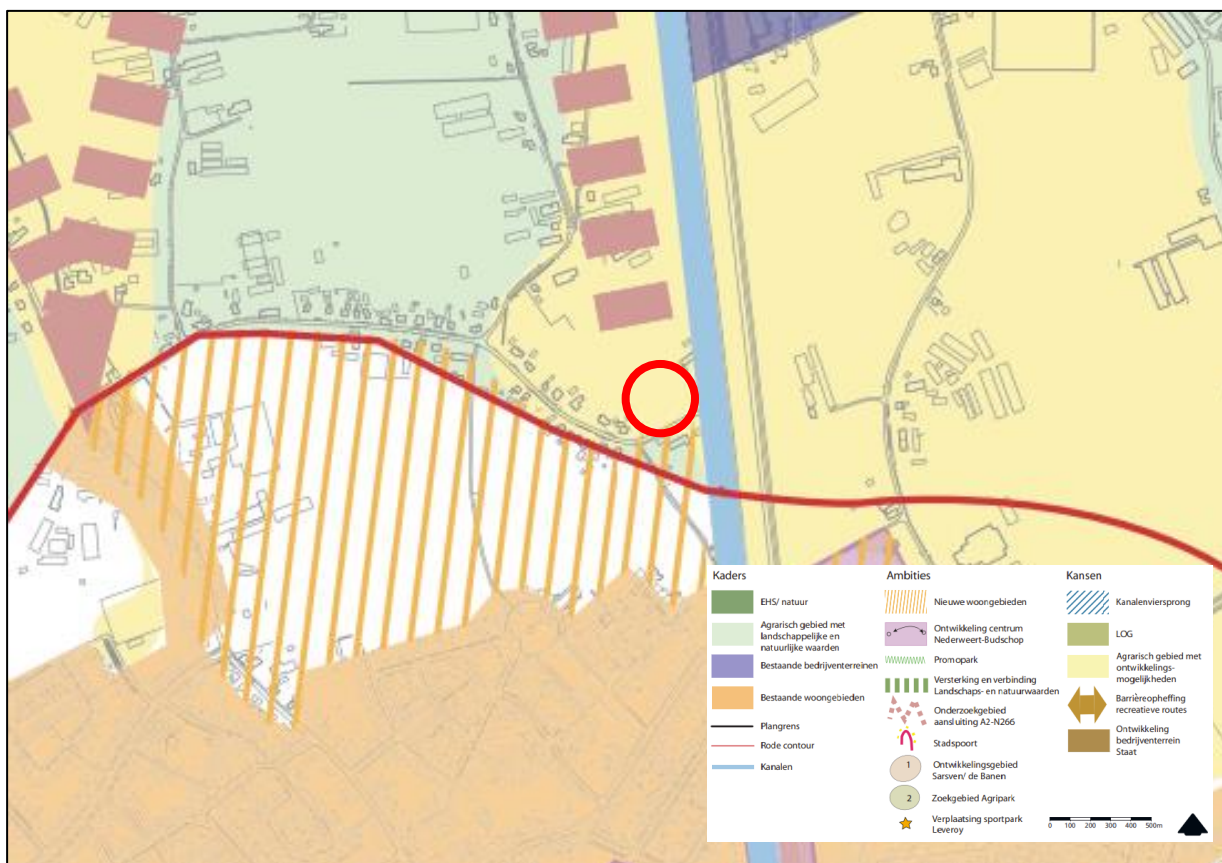 Kaders
EHS/ natuur
Agrarisch gebied met
landschappelijke en
natuurlijke waarden
Bestaande bedrijventerreinen
Bestaande woongebieden
Plangrens
Rode contour
Kanalen
Ambities
Nieuwe woongebieden
Ontwikkeling centrum
Nederweert-Budschop
Promopark
Versterking en verbinding
Landschaps- en natuurwaarden
Onderzoekgebied
aansluiting A2-N266
Stadspoort
1
Ontwikkelingsgebied
Sarsven/ de Banen
2
Zoekgebied Agripark
Verplaatsing sportpark
Leveroy
Kansen
Kanalenviersprong
LOG
Agrarisch gebied met
ontwikkelings-
mogelijkheden
Barrièreopheffing
recreatieve routes
Ontwikkeling
bedrijventerrein
Staat
0 100 200 300 400 500m